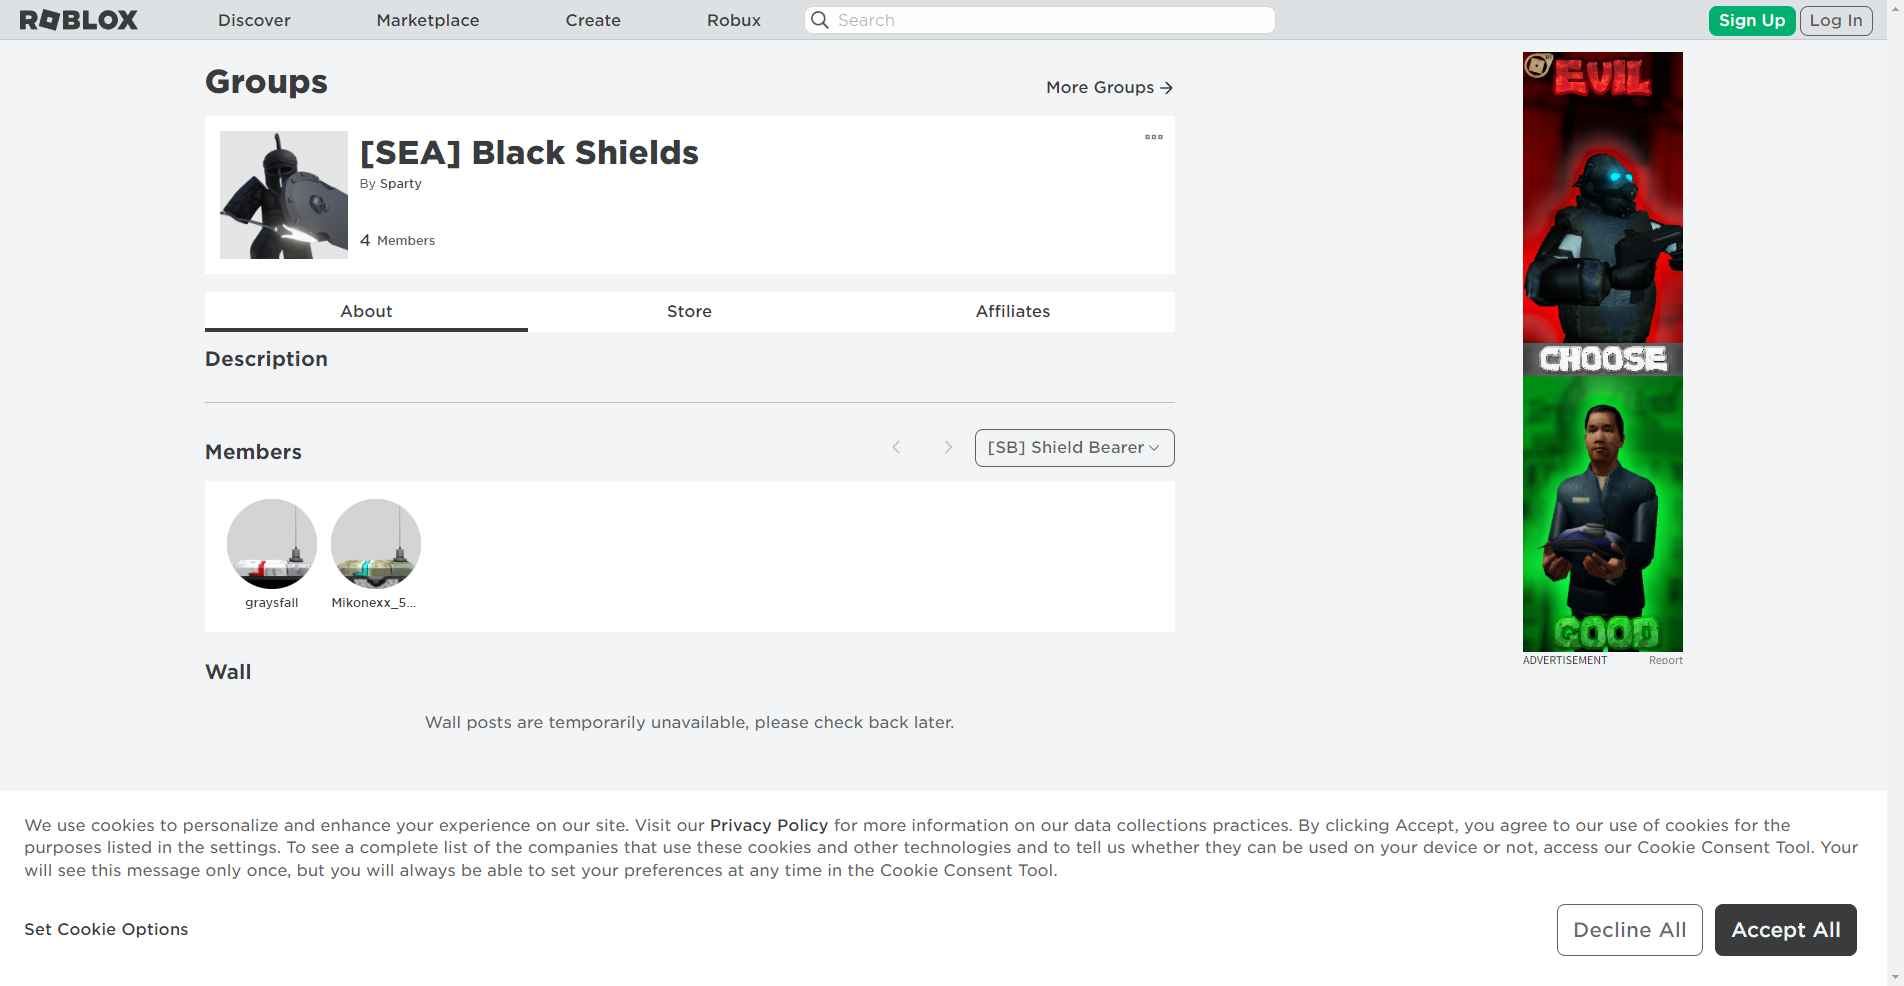 ROBLOX
Discover
Marketplace
Create
Robux
Search
Sign Up
Log In
Groups
More Groups
[SEA] Black Shields
By Sparty
4 Members
About
Store
Affiliates
Description
Members
[SB] Shield Bearer
graysfall
Mikonexx_5...
Wall
Wall posts are temporarily unavailable, please check back later.
EVIL
CHOOSE
GOOD
ADVERTISEMENT
Report
We use cookies to personalize and enhance your experience on our site. Visit our Privacy Policy for more information on our data collections practices. By clicking Accept, you agree to our use of cookies for the
purposes listed in the settings. To see a complete list of the companies that use these cookies and other technologies and to tell us whether they can be used on your device or not, access our Cookie Consent Tool. Your
will see this message only once, but you will always be able to set your preferences at any time in the Cookie Consent Tool.
Set Cookie Options
Decline All
Accept All